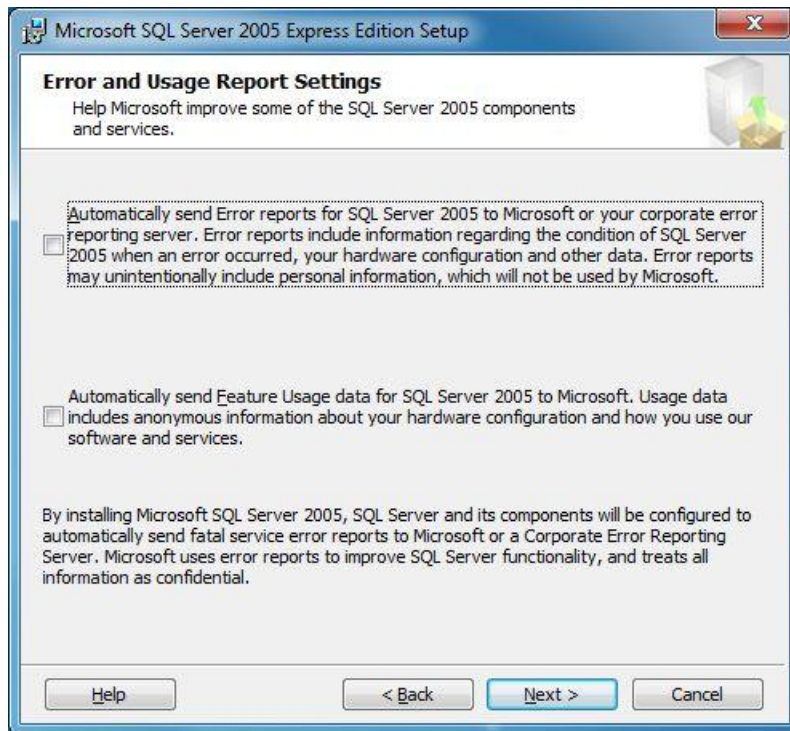 Microsoft SQL Server 2005 Express Edition Setup
Error and Usage Report Settings
Help Microsoft improve some of the SQL Server 2005 components
and services.
Automatically send Error reports for SQL Server 2005 to Microsoft or your corporate error
reporting server. Error reports include information regarding the condition of SQL Server
2005 when an error occurred, your hardware configuration and other data. Error reports
may unintentionally include personal information, which will not be used by Microsoft.
Automatically send Feature Usage data for SQL Server 2005 to Microsoft. Usage data
includes anonymous information about your hardware configuration and how you use our
software and services.
By installing Microsoft SQL Server 2005, SQL Server and its components will be configured to
automatically send fatal service error reports to Microsoft or a Corporate Error Reporting
Server. Microsoft uses error reports to improve SQL Server functionality, and treats all
information as confidential.
Help
< Back
Next >
Cancel